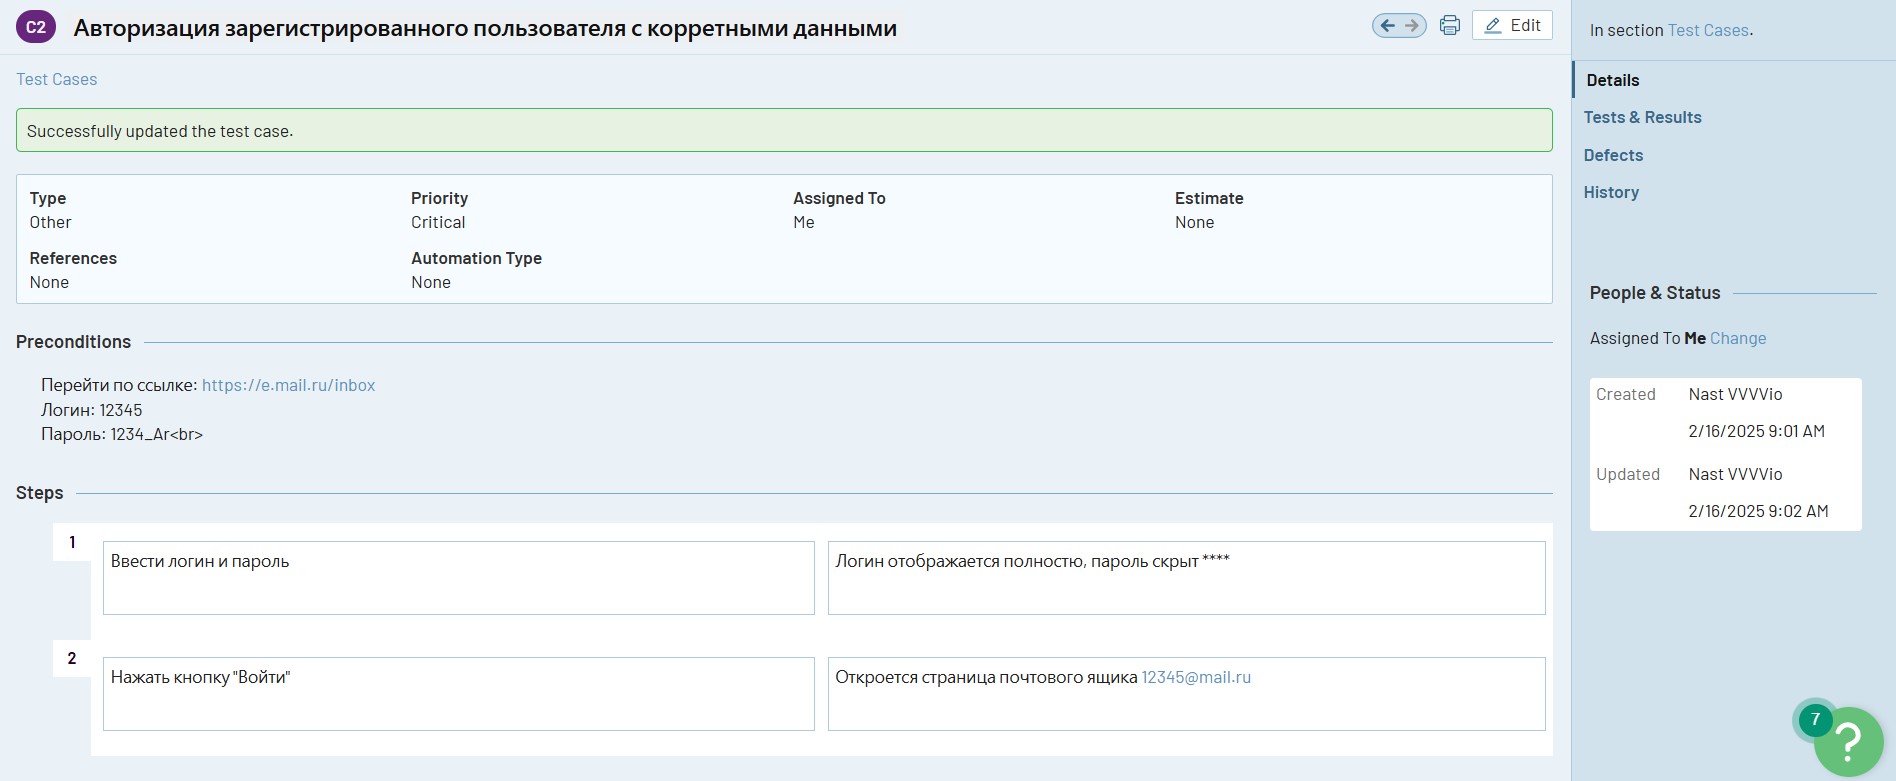 C2 Авторизация зарегистрированного пользователя с корретными данными
Edit
Test Cases
Successfully updated the test case.
Type Priority Assigned To Estimate
Other Critical Me None
References Automation Type
None None
Preconditions
Перейти по ссылке: https://e.mail.ru/inbox
Логин: 12345
Пароль: 1234_Ar<br>
Steps
1
Ввести логин и пароль
Логин отображается полностю, пароль скрыт ****
2
Нажать кнопку "Войти"
Откроется страница почтового ящика 12345@mail.ru
In section Test Cases.
Details
Tests & Results
Defects
History
People & Status
Assigned To Me Change
Created Nast VVVVio
2/16/2025 9:01 AM
Updated Nast VVVVio
2/16/2025 9:02 AM
7
?